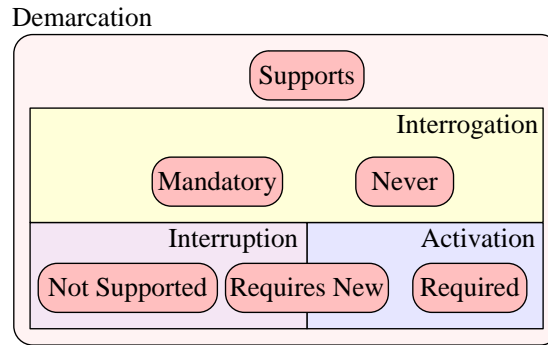 Demarcation
Supports
Interrogation
Mandatory Never
Interruption Activation
Not Supported Requires New Required